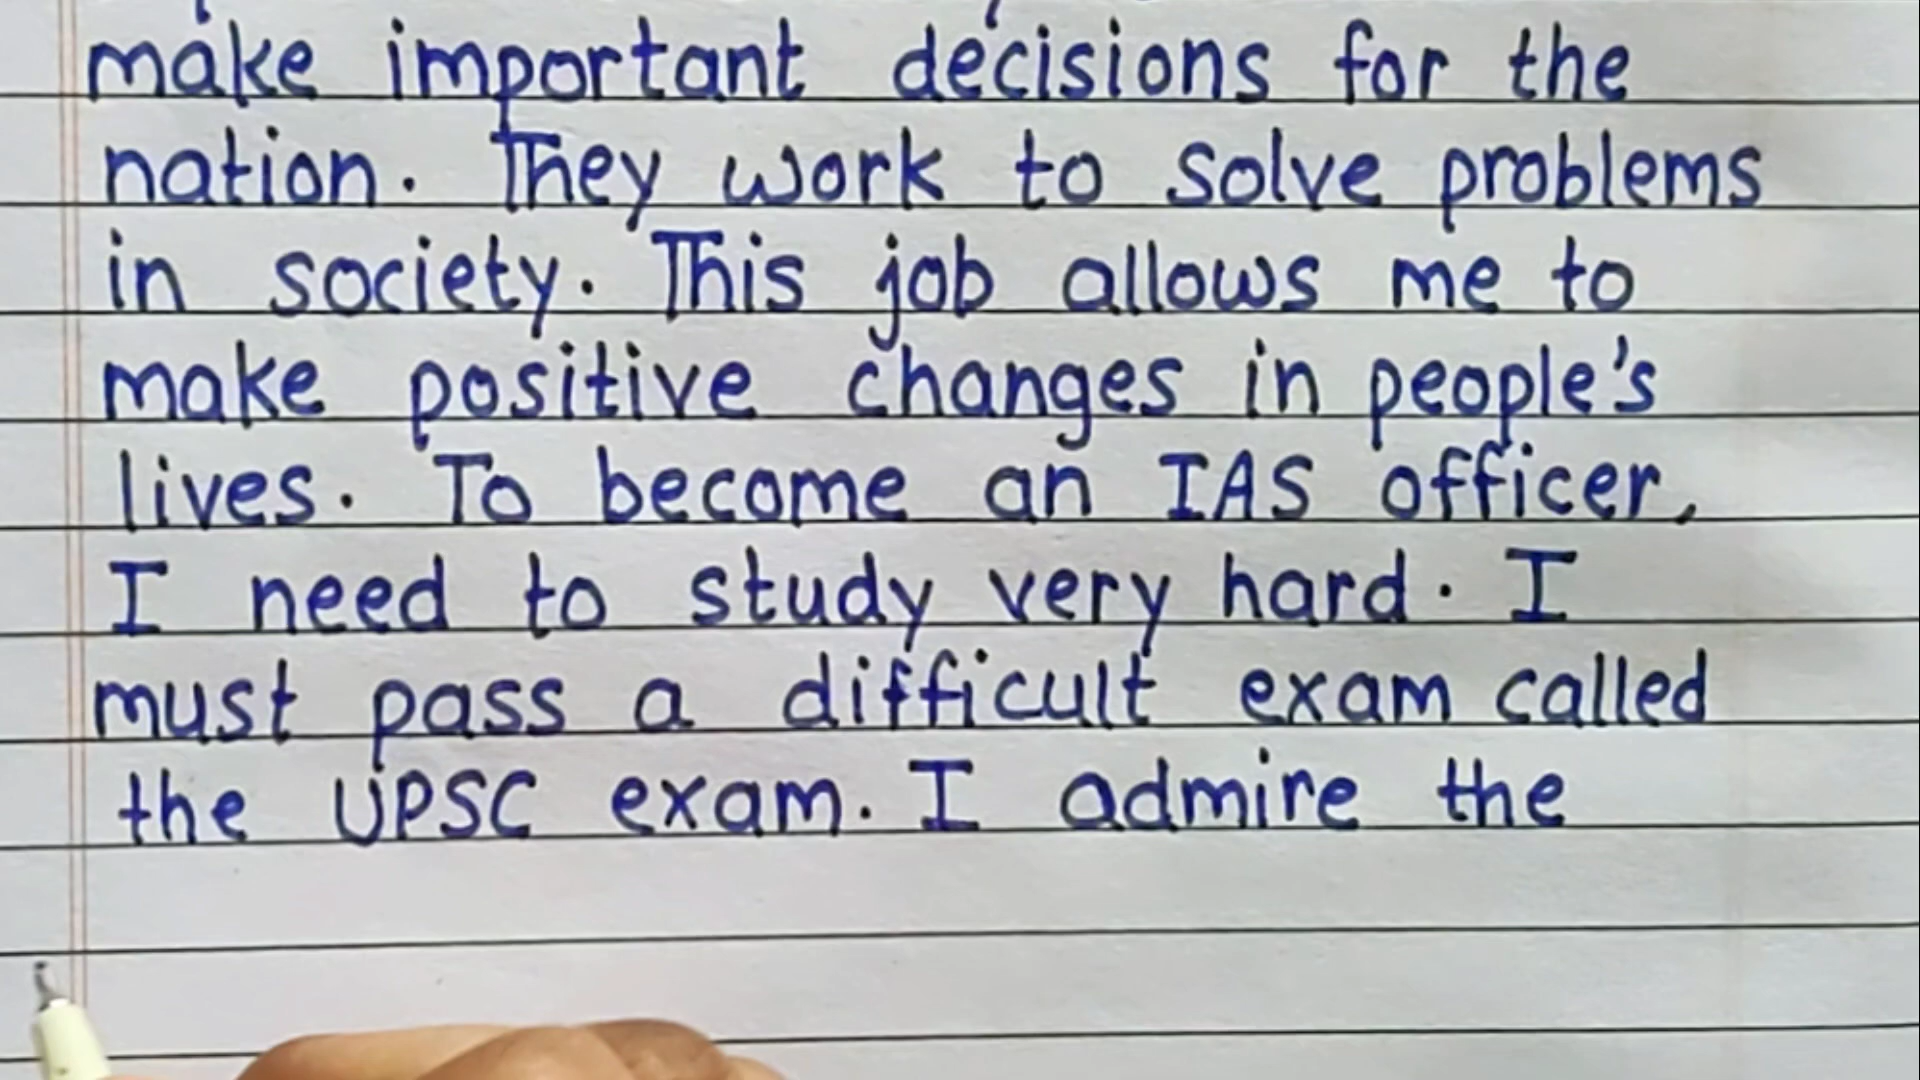 make important decisions for the
nation. They work to solve problems
in society. This job allows me to
make positive changes in people's
lives. To become an IAS officer,
I need to study very hard. I
must pass a difficult exam called
the UPSC exam. I admire the